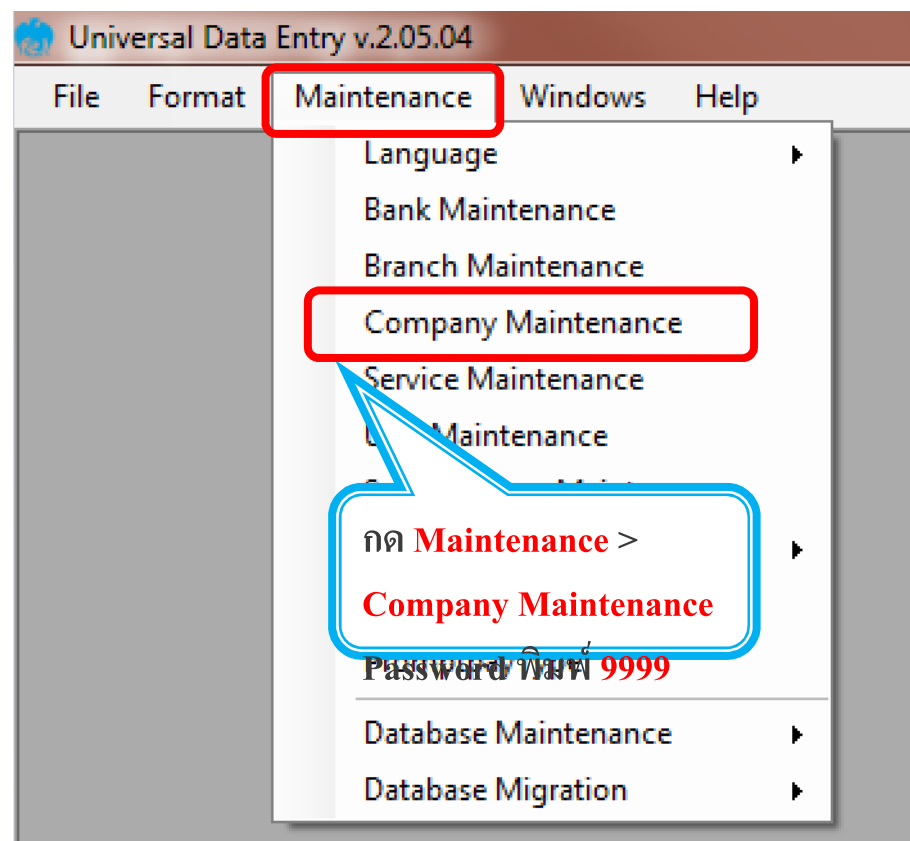 Universal Data Entry v.2.05.04
File Format Maintenance Windows Help
Language
Bank Maintenance
Branch Maintenance
Company Maintenance
Service Maintenance
Maintenance
กด Maintenance >
Company Maintenance
Password พิมพ์ 9999
Database Maintenance
Database Migration